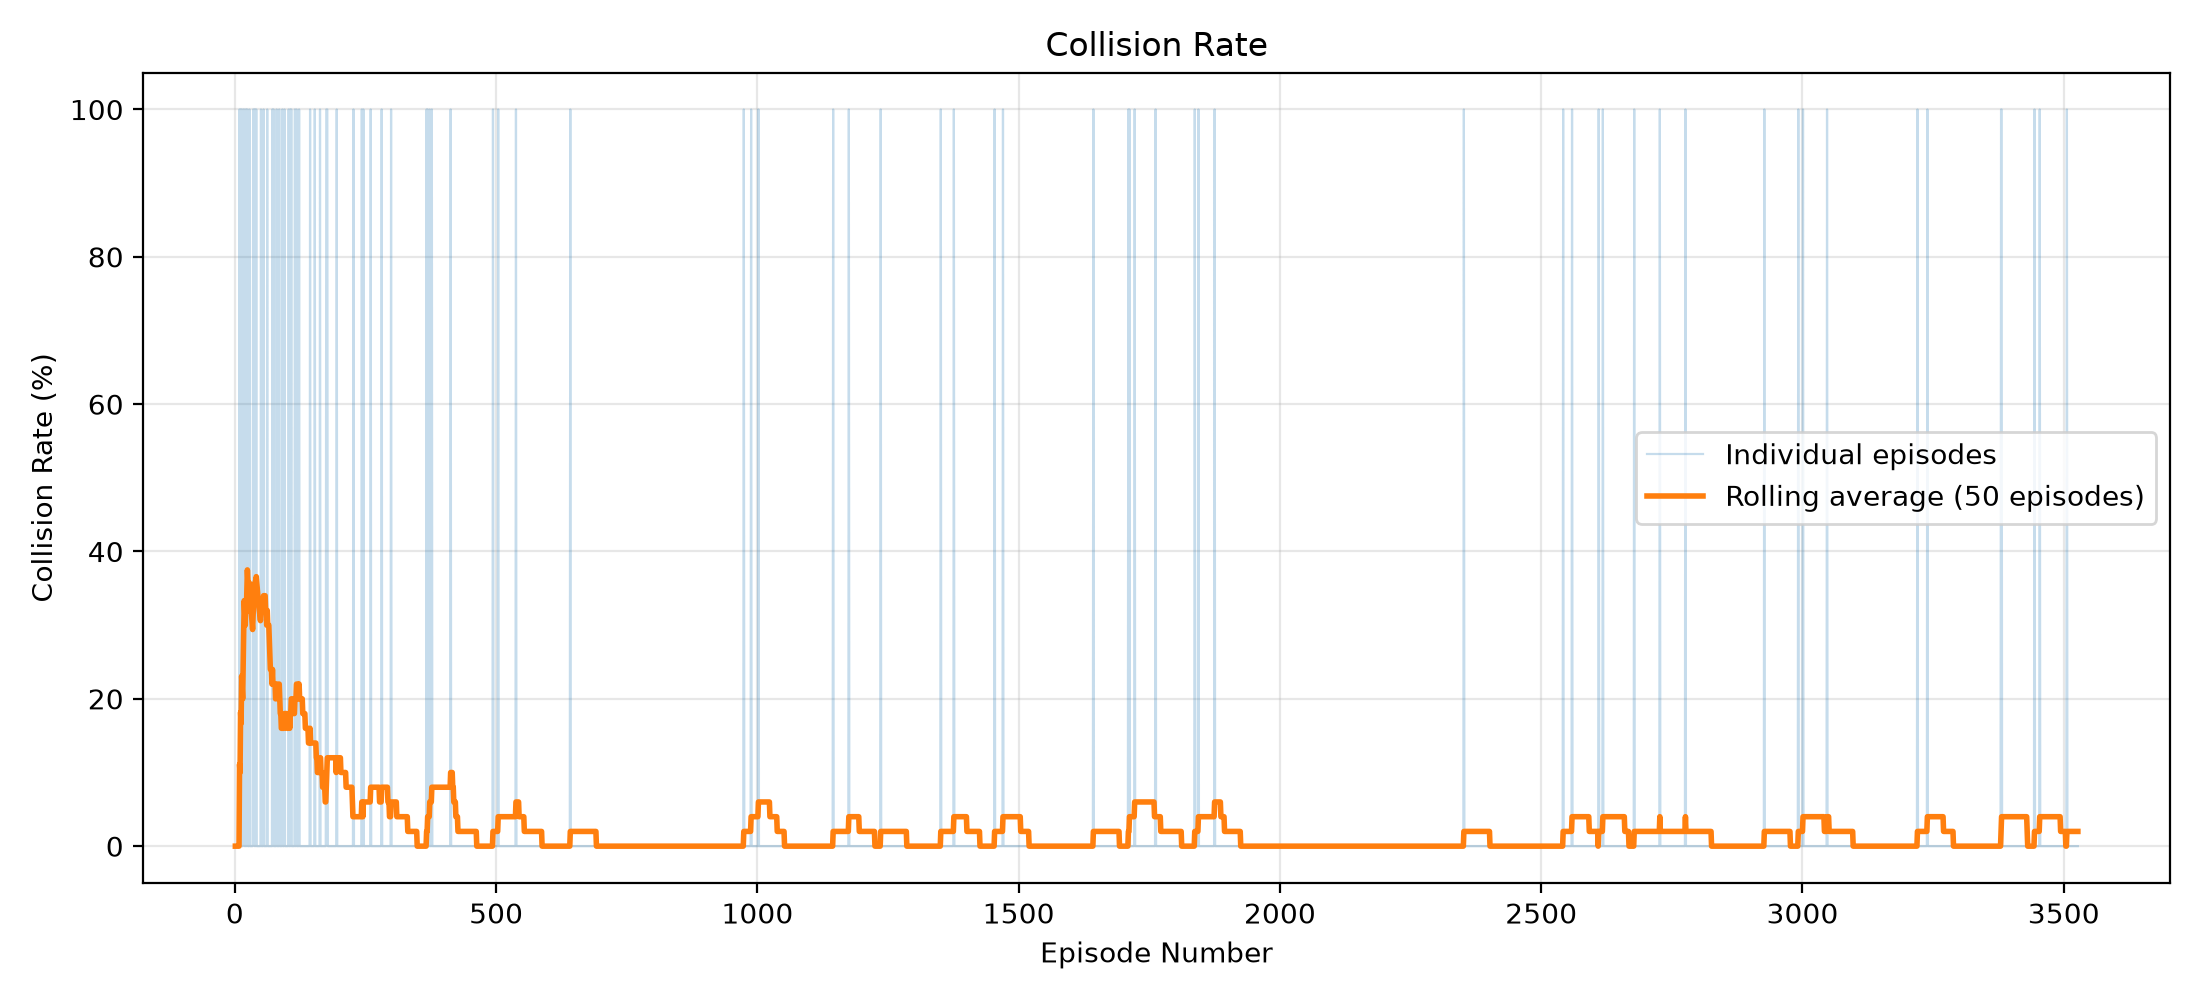 Collision Rate
Collision Rate (%)
100
80
60
40
20
0
Individual episodes
Rolling average (50 episodes)
0 500 1000 1500 2000 2500 3000 3500
Episode Number